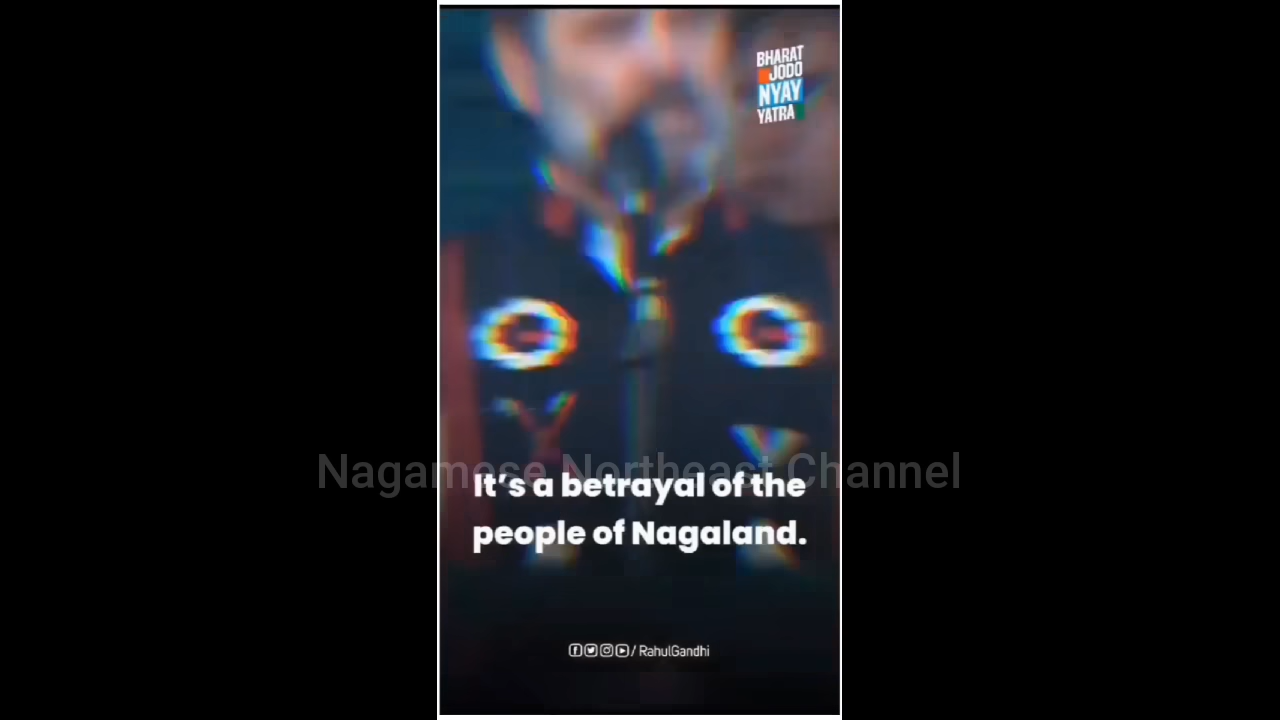 BHARAT
JODO
NYAY
YATRA
Nagamese Northeast Channel
It's a betrayal of the
people of Nagaland.
/ RahulGandhi